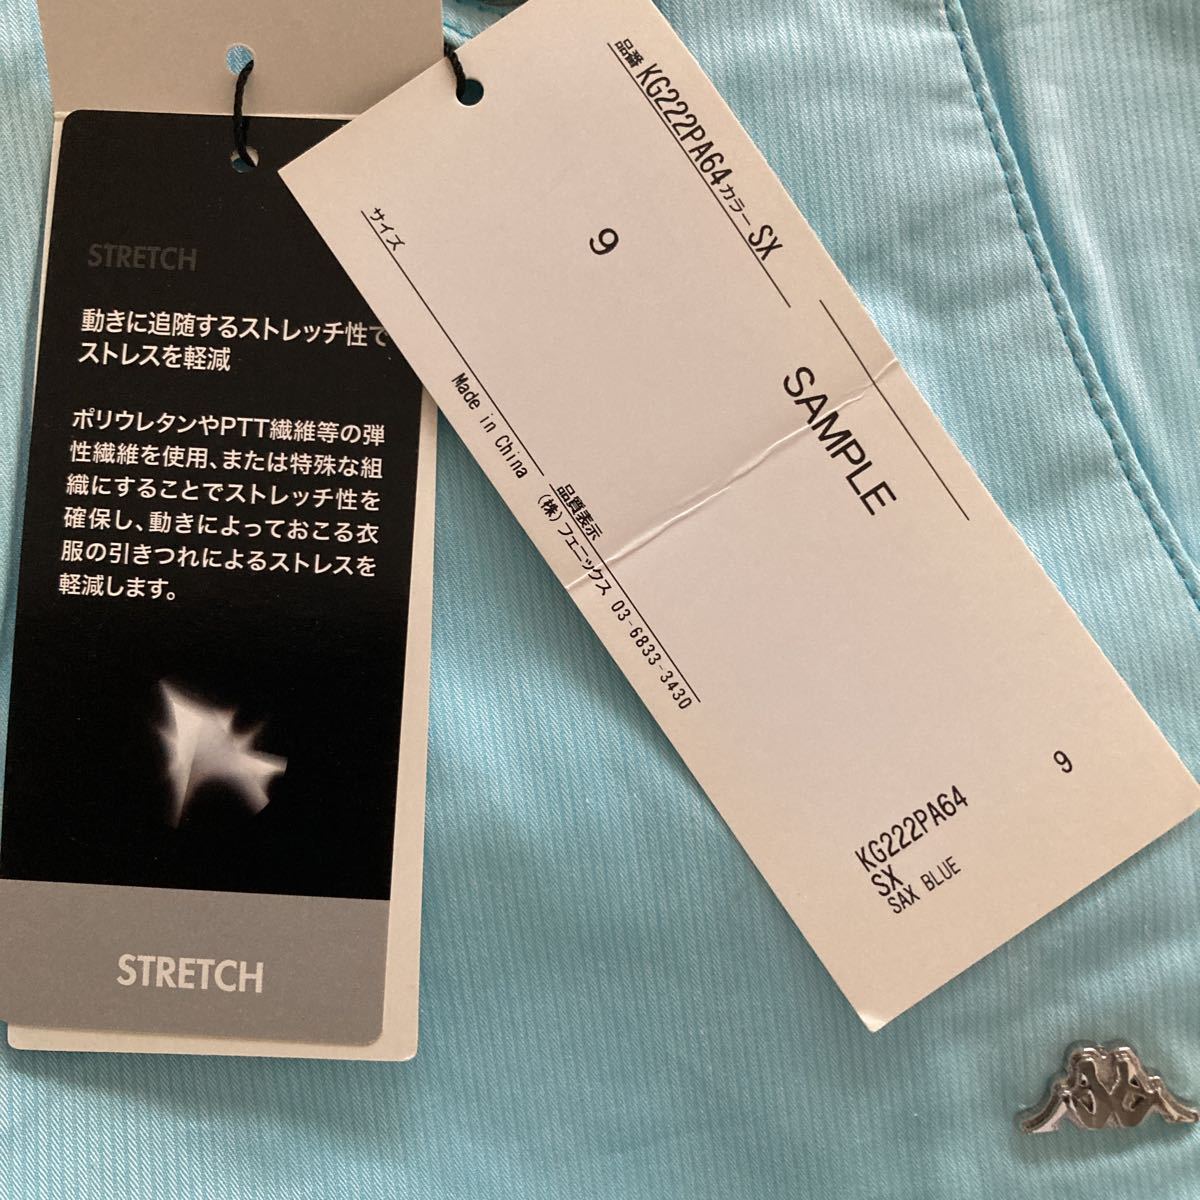 STRETCH
動きに追随するストレッチ性で
ストレスを軽減
ポリウレタンやPTT繊維等の弾
性繊維を使用、または特殊な組
織にすることでストレッチ性を
確保し、動きによっておこる衣
服の引きつれによるストレスを
軽減します。
STRETCH
品番 KG222PA64 カラー SX
サイズ
9
SAMPLE
品質表示
Made in China (株)フェニックス 03-6833-3430
9
KG222PA64
SX
SAX BLUE